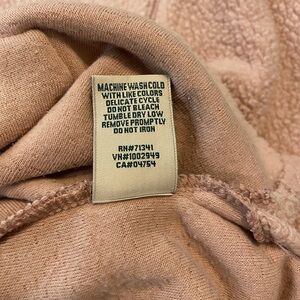 MACHINE WASH COLD
WITH LIKE COLORS
DELICATE CYCLE
DO NOT BLEACH
TUMBLE DRY LOW
REMOVE PROMPTLY
DO NOT IRON
RN#71341
VN#1002949
CA#04754